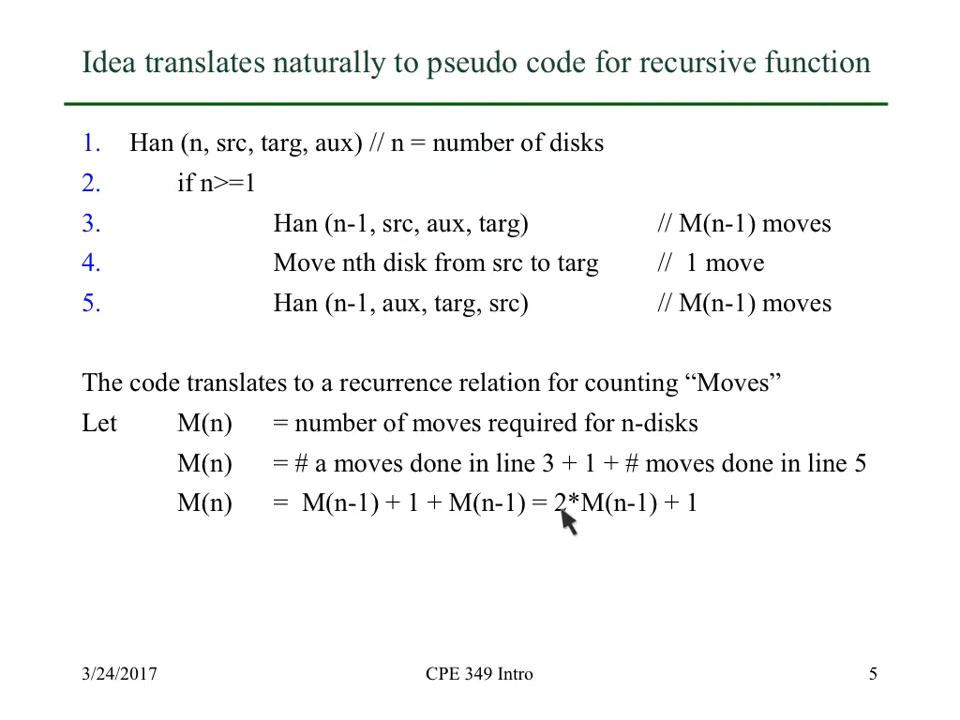 Idea translates naturally to pseudo code for recursive function
1. Han (n, src, targ, aux) // n = number of disks
2. if n>=1
3. Han (n-1, src, aux, targ) // M(n-1) moves
4. Move nth disk from src to targ // 1 move
5. Han (n-1, aux, targ, src) // M(n-1) moves
The code translates to a recurrence relation for counting “Moves”
Let M(n) = number of moves required for n-disks
M(n) = # a moves done in line 3 + 1 + # moves done in line 5
M(n) = M(n-1) + 1 + M(n-1) = 2*M(n-1) + 1
3/24/2017 CPE 349 Intro 5